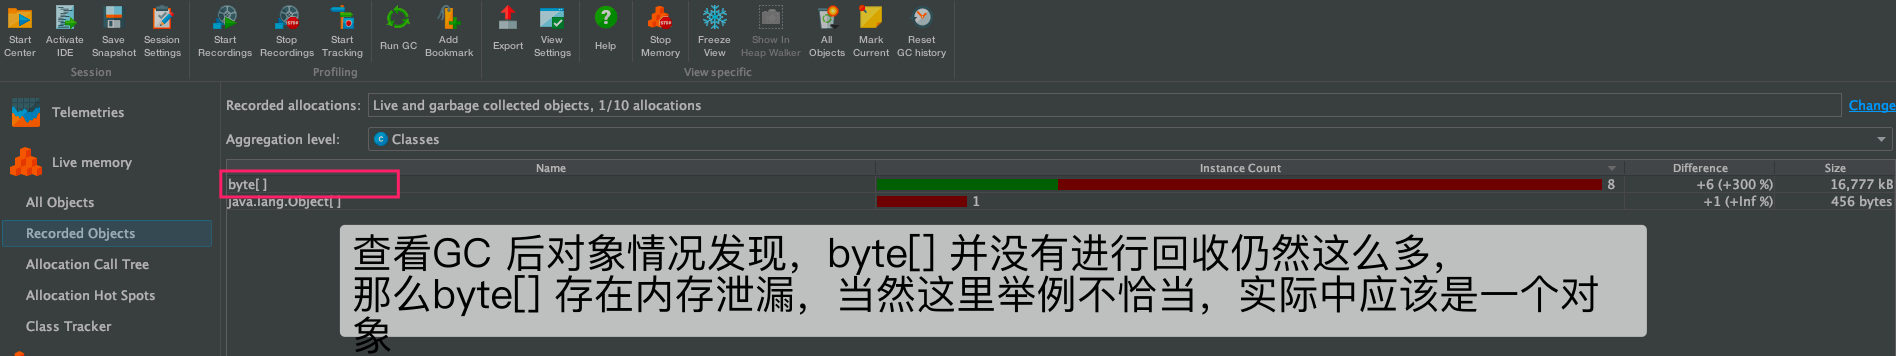 Start Center
Activate IDE
Save Snapshot
Session Settings
Start Recordings
Stop Recordings
Start Tracking
Run GC
Add Bookmark
Export
View Settings
Help
Stop Memory
Freeze View
Show In Heap Walker
All Objects
Mark Current
Reset GC history
Session
Profiling
View specific
Telemetries
Live memory
All Objects
Recorded Objects
Allocation Call Tree
Allocation Hot Spots
Class Tracker
Recorded allocations: Live and garbage collected objects, 1/10 allocations Change
Aggregation level: C Classes
Name Instance Count Difference Size
byte[ ] 8 +6 (+300 %) 16,777 kB
java.lang.Object[ ] 1 +1 (+Inf %) 456 bytes
查看GC 后对象情况发现，byte[] 并没有进行回收仍然这么多，
那么byte[] 存在内存泄漏，当然这里举例不恰当，实际中应该是一个对
象